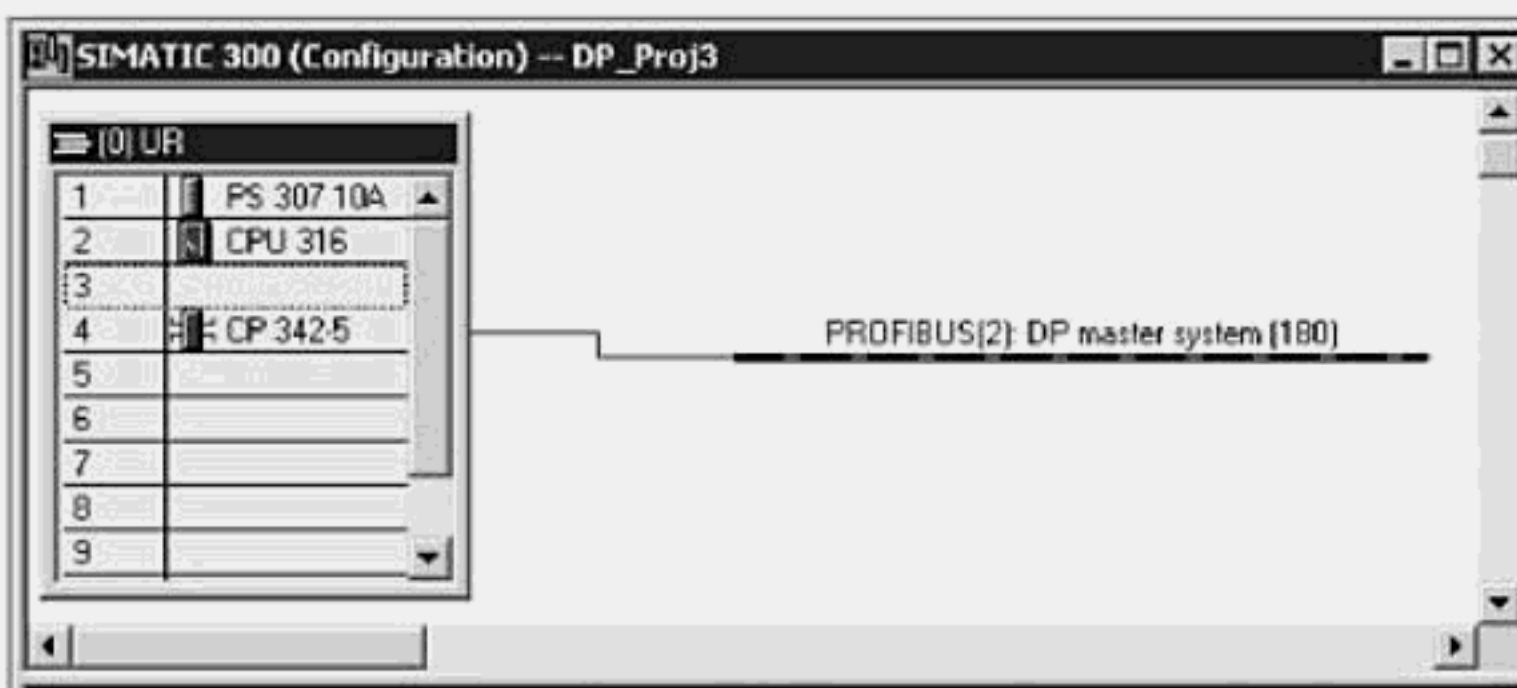 SIMATIC 300 (Configuration) -- DP_Proj3
(0) UR
1 PS 307 10A
2 CPU 316
3
4 CP 342-5
5
6
7
8
9
PROFIBUS(2): DP master system (180)